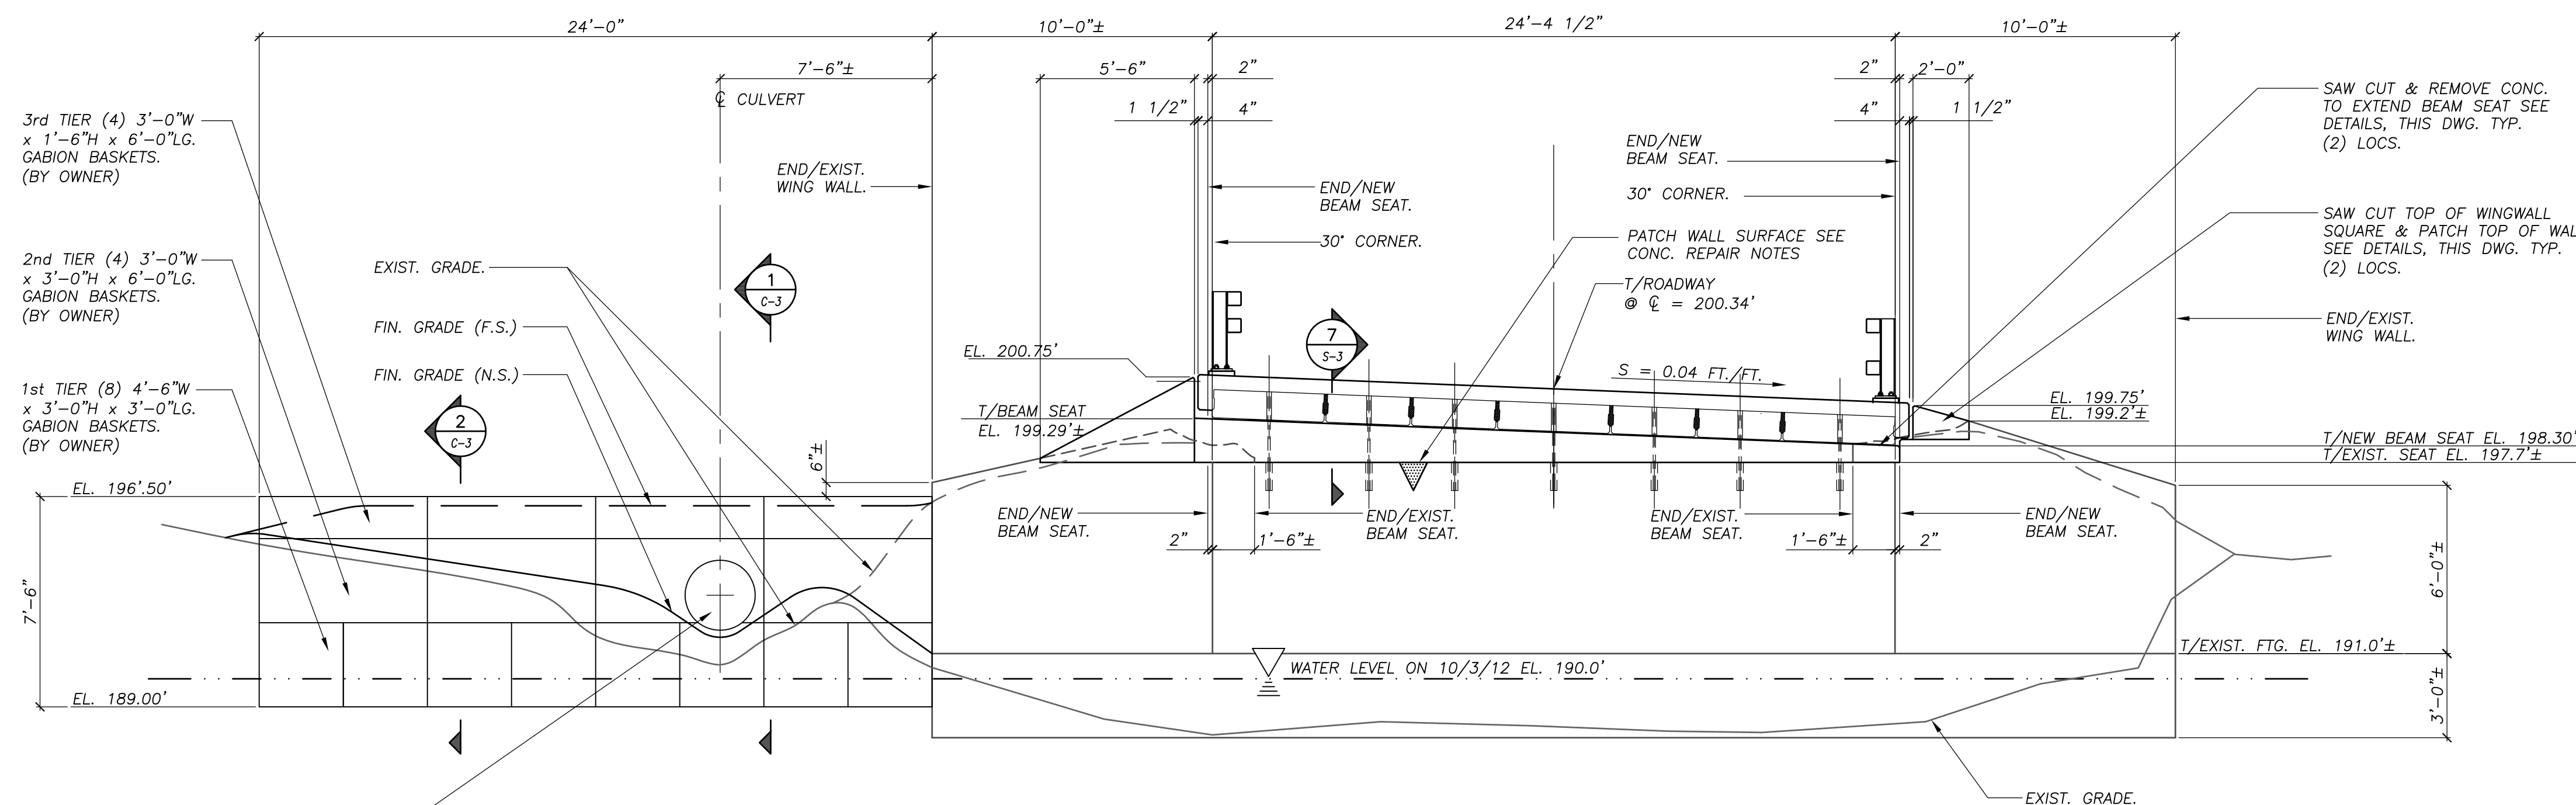 24'-0"
10'-0"±
24'-4 1/2"
10'-0"±
7'-6"±
5'-6"
2"
2"
2'-0"
℄ CULVERT
1 1/2"
4"
4"
1 1/2"
3rd TIER (4) 3'-0"W
x 1'-6"H x 6'-0"LG.
GABION BASKETS.
(BY OWNER)
2nd TIER (4) 3'-0"W
x 3'-0"H x 6'-0"LG.
GABION BASKETS.
(BY OWNER)
1st TIER (8) 4'-6"W
x 3'-0"H x 3'-0"LG.
GABION BASKETS.
(BY OWNER)
EXIST. GRADE.
FIN. GRADE (F.S.)
FIN. GRADE (N.S.)
END/EXIST.
WING WALL.
1
C-3
2
C-3
END/NEW
BEAM SEAT.
30° CORNER.
END/NEW
BEAM SEAT.
30° CORNER.
PATCH WALL SURFACE SEE
CONC. REPAIR NOTES
T/ROADWAY
@ ℄ = 200.34'
7
S-3
S = 0.04 FT./FT.
EL. 200.75'
T/BEAM SEAT
EL. 199.29'±
SAW CUT & REMOVE CONC.
TO EXTEND BEAM SEAT SEE
DETAILS, THIS DWG. TYP.
(2) LOCS.
SAW CUT TOP OF WINGWALL
SQUARE & PATCH TOP OF
SEE DETAILS, THIS DWG. TYP.
(2) LOCS.
END/EXIST.
WING WALL.
EL. 199.75'
EL. 199.2'±
T/NEW BEAM SEAT EL. 198.30'
T/EXIST. SEAT EL. 197.7'±
6"±
EL. 196'.50'
7'-6"
EL. 189.00'
END/NEW
BEAM SEAT.
END/EXIST.
BEAM SEAT.
END/EXIST.
BEAM SEAT.
END/NEW
BEAM SEAT.
2"
1'-6"±
1'-6"±
2"
6'-0"±
T/EXIST. FTG. EL. 191.0'±
3'-0"±
WATER LEVEL ON 10/3/12 EL. 190.0'
EXIST. GRADE.